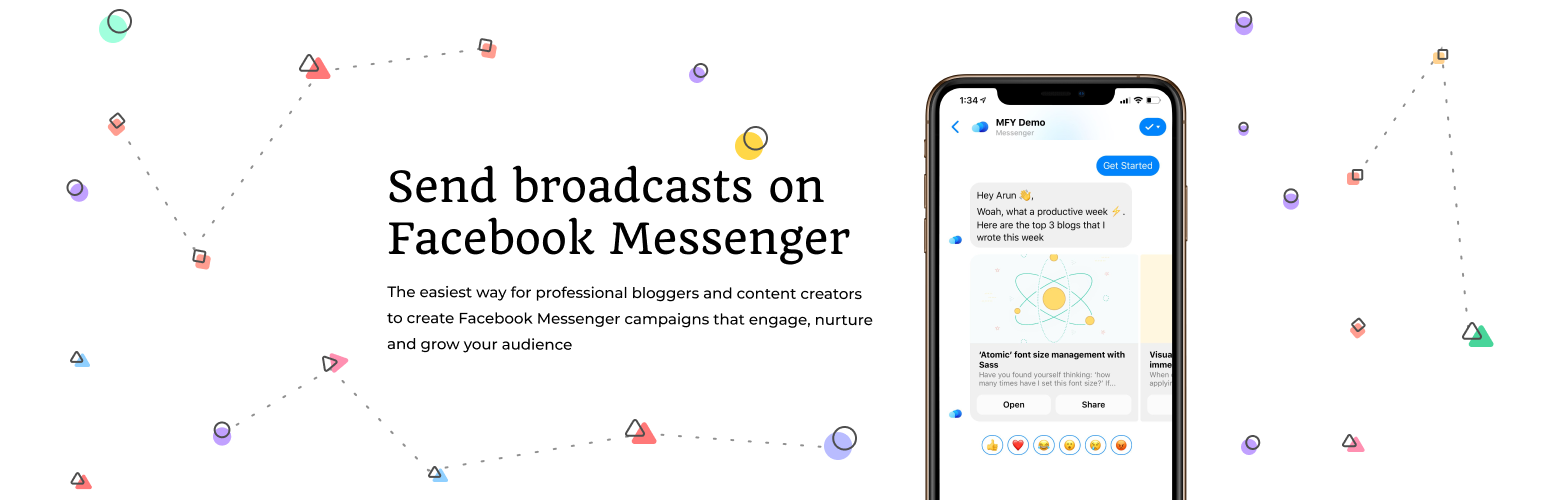 Send broadcasts on
Facebook Messenger
The easiest way for professional bloggers and content creators
to create Facebook Messenger campaigns that engage, nurture
and grow your audience
1:34
MFY Demo
Messenger
Get Started
Hey Arun 👋,
Woah, what a productive week ⚡.
Here are the top 3 blogs that I
wrote this week
'Atomic' font size management with
Sass
Have you found yourself thinking: 'how
many times have I set this font size?' If...
Open
Share
When